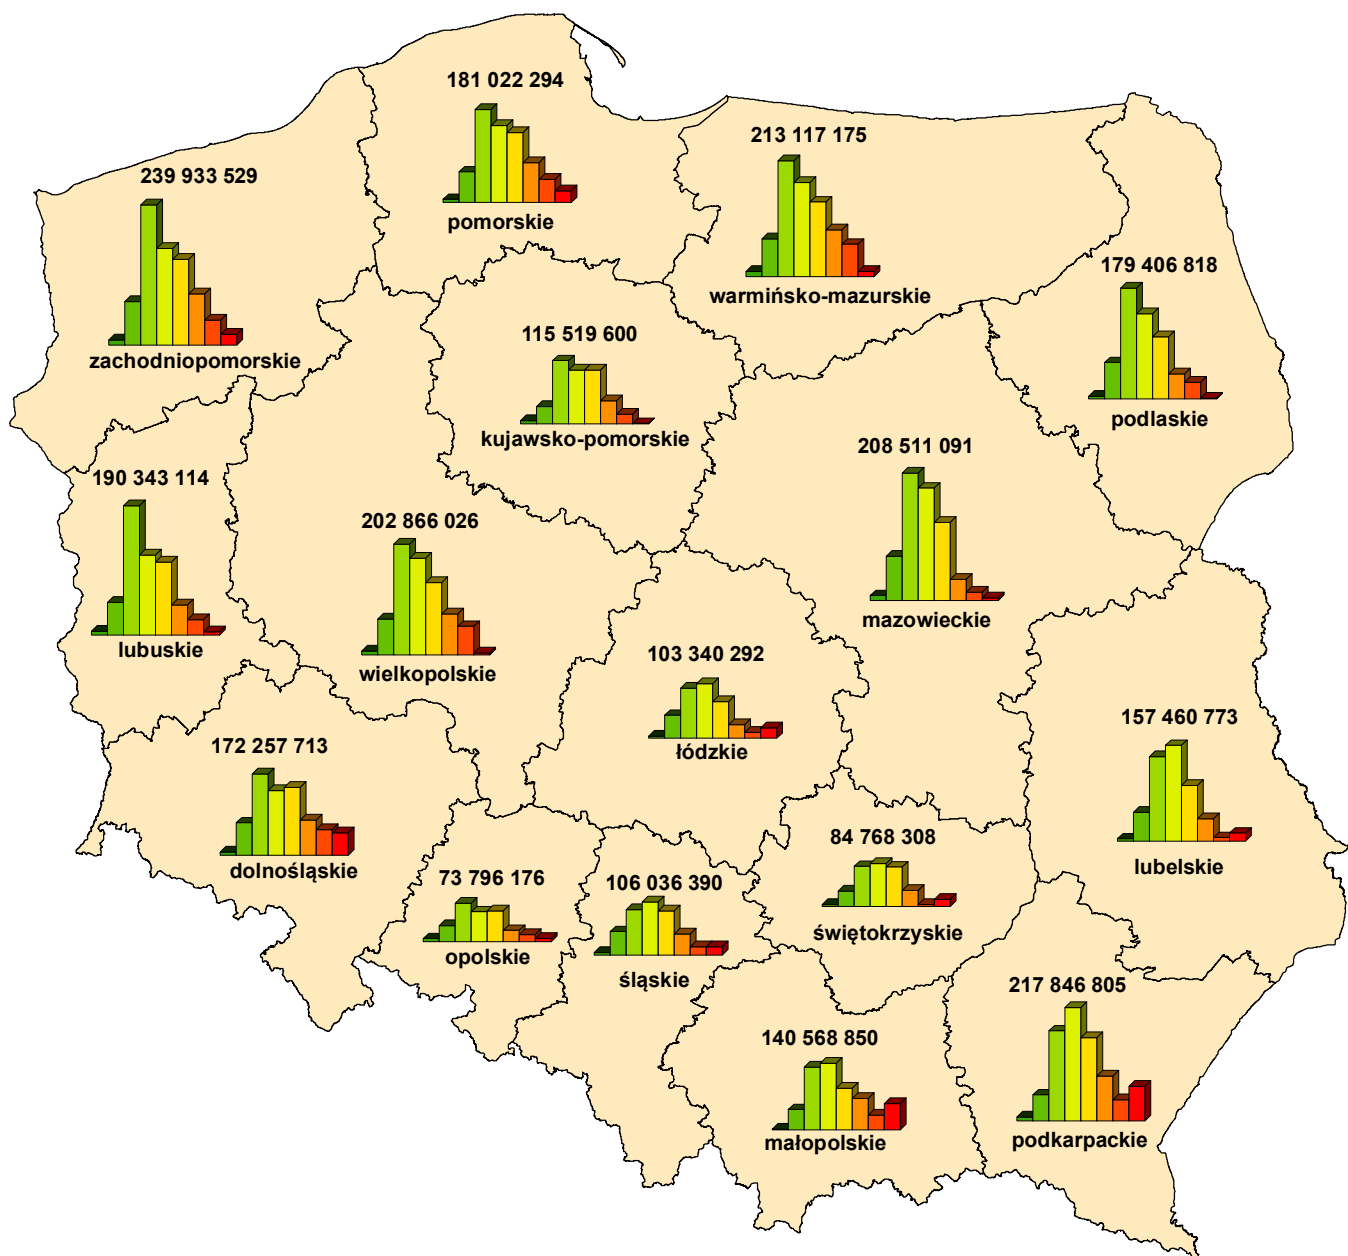 181 022 294
pomorskie
213 117 175
warmińsko-mazurskie
239 933 529
zachodniopomorskie
179 406 818
podlaskie
115 519 600
kujawsko-pomorskie
208 511 091
mazowieckie
190 343 114
lubuskie
202 866 026
wielkopolskie
103 340 292
łódzkie
157 460 773
lubelskie
172 257 713
dolnośląskie
84 768 308
świętokrzyskie
73 796 176
opolskie
106 036 390
śląskie
217 846 805
podkarpackie
140 568 850
małopolskie